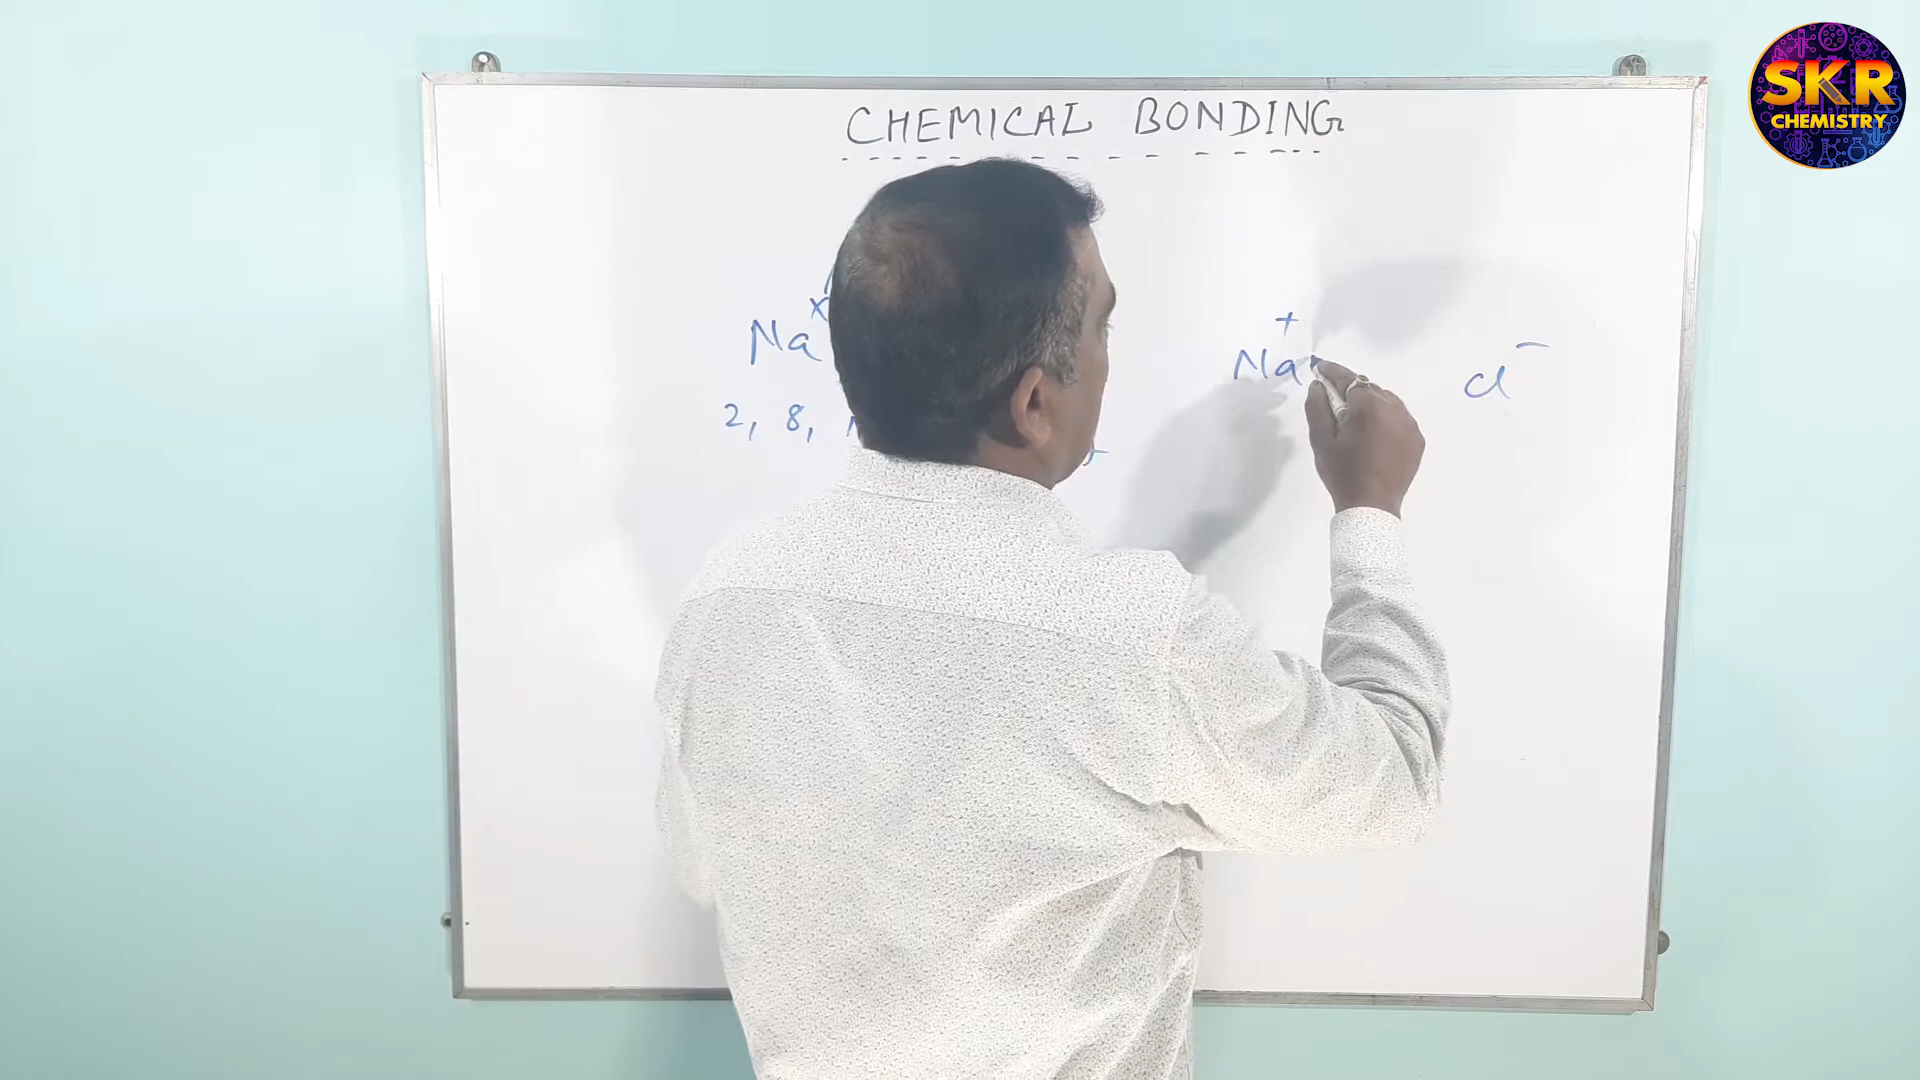 CHEMICAL BONDING
Na x
Na +
Cl -
2, 8,
SKR
CHEMISTRY